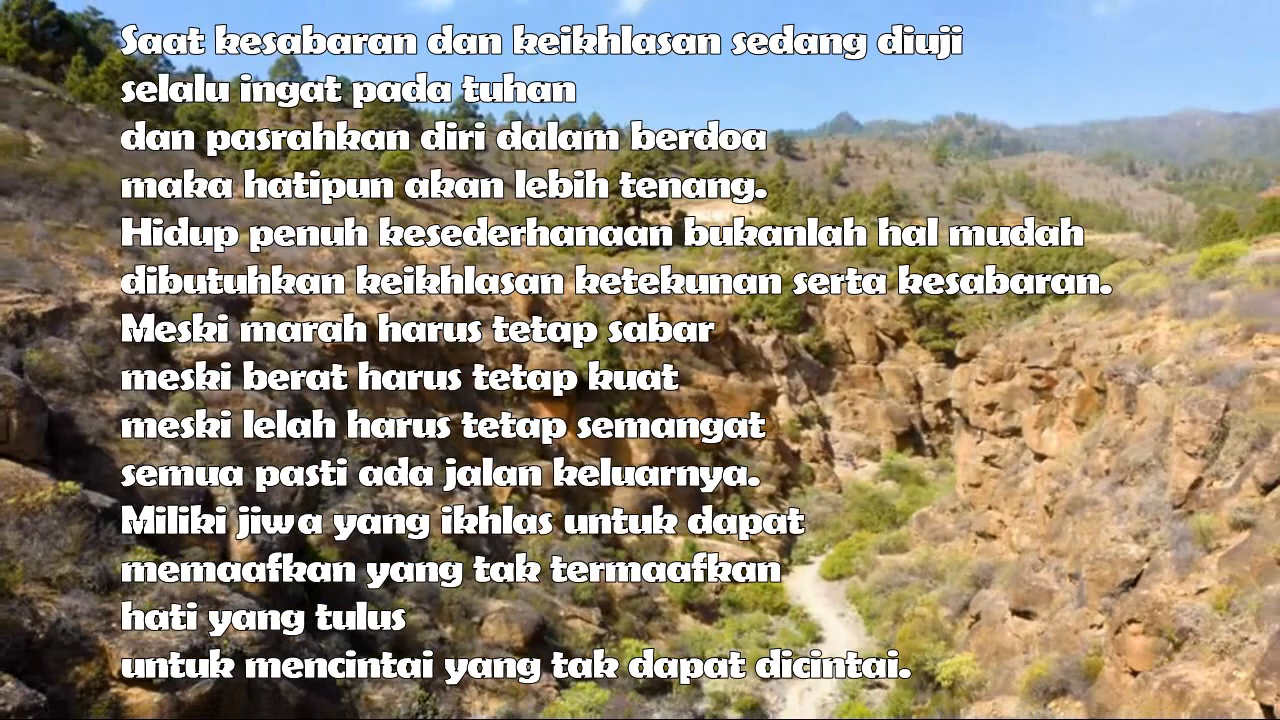 Saat kesabaran dan keikhlasan sedang diuji
selalu ingat pada tuhan
dan pasrahkan diri dalam berdoa
maka hatipun akan lebih tenang.
Hidup penuh kesederhanaan bukanlah hal mudah
dibutuhkan keikhlasan ketekunan serta kesabaran.
Meski marah harus tetap sabar
meski berat harus tetap kuat
meski lelah harus tetap semangat
semua pasti ada jalan keluarnya.
Miliki jiwa yang ikhlas untuk dapat
memaafkan yang tak termaafkan
hati yang tulus
untuk mencintai yang tak dapat dicintai.